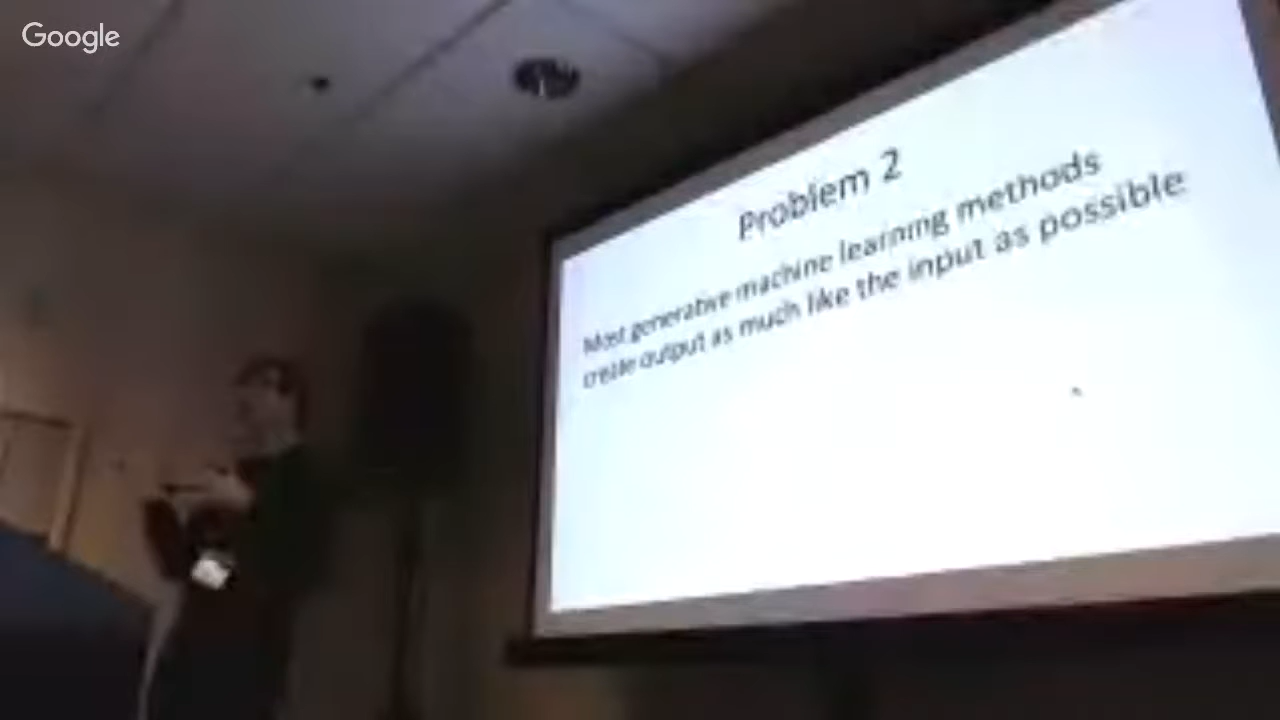 Google
Problem 2
Most generative machine learning methods
create output as much like the input as possible